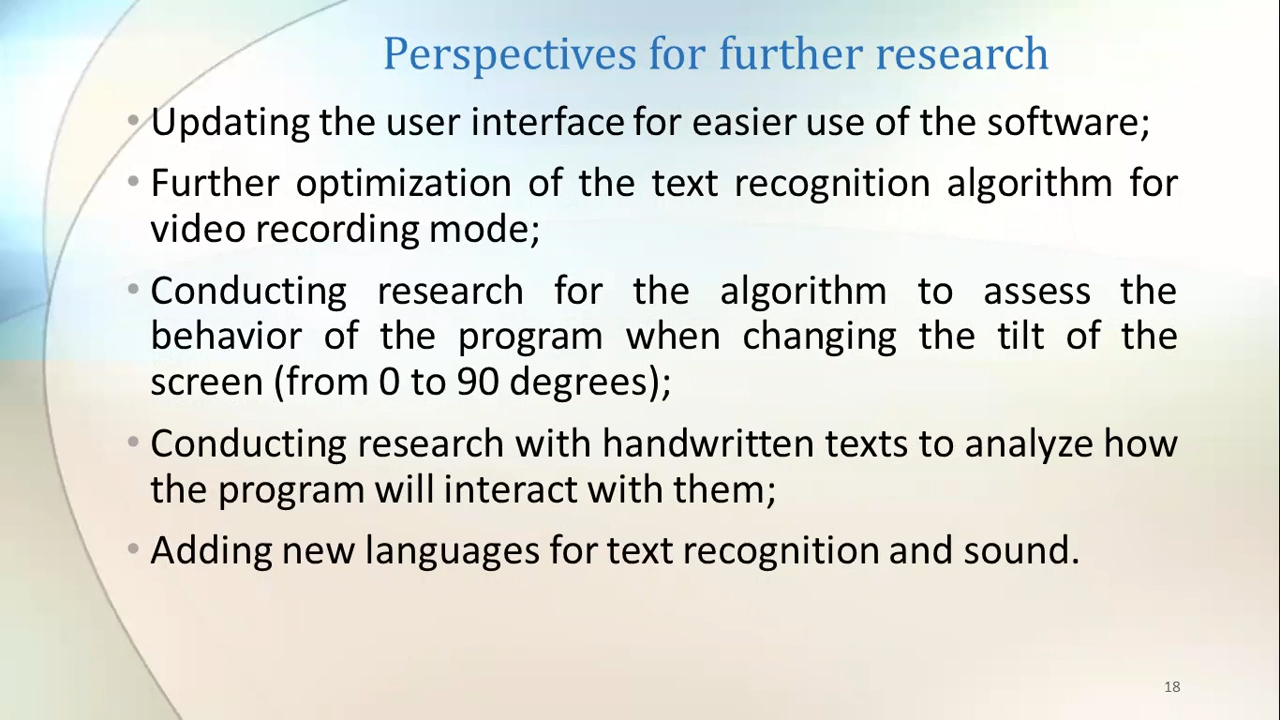 Perspectives for further research
• Updating the user interface for easier use of the software;
• Further optimization of the text recognition algorithm for
video recording mode;
• Conducting research for the algorithm to assess the
behavior of the program when changing the tilt of the
screen (from 0 to 90 degrees);
• Conducting research with handwritten texts to analyze how
the program will interact with them;
• Adding new languages for text recognition and sound.
18